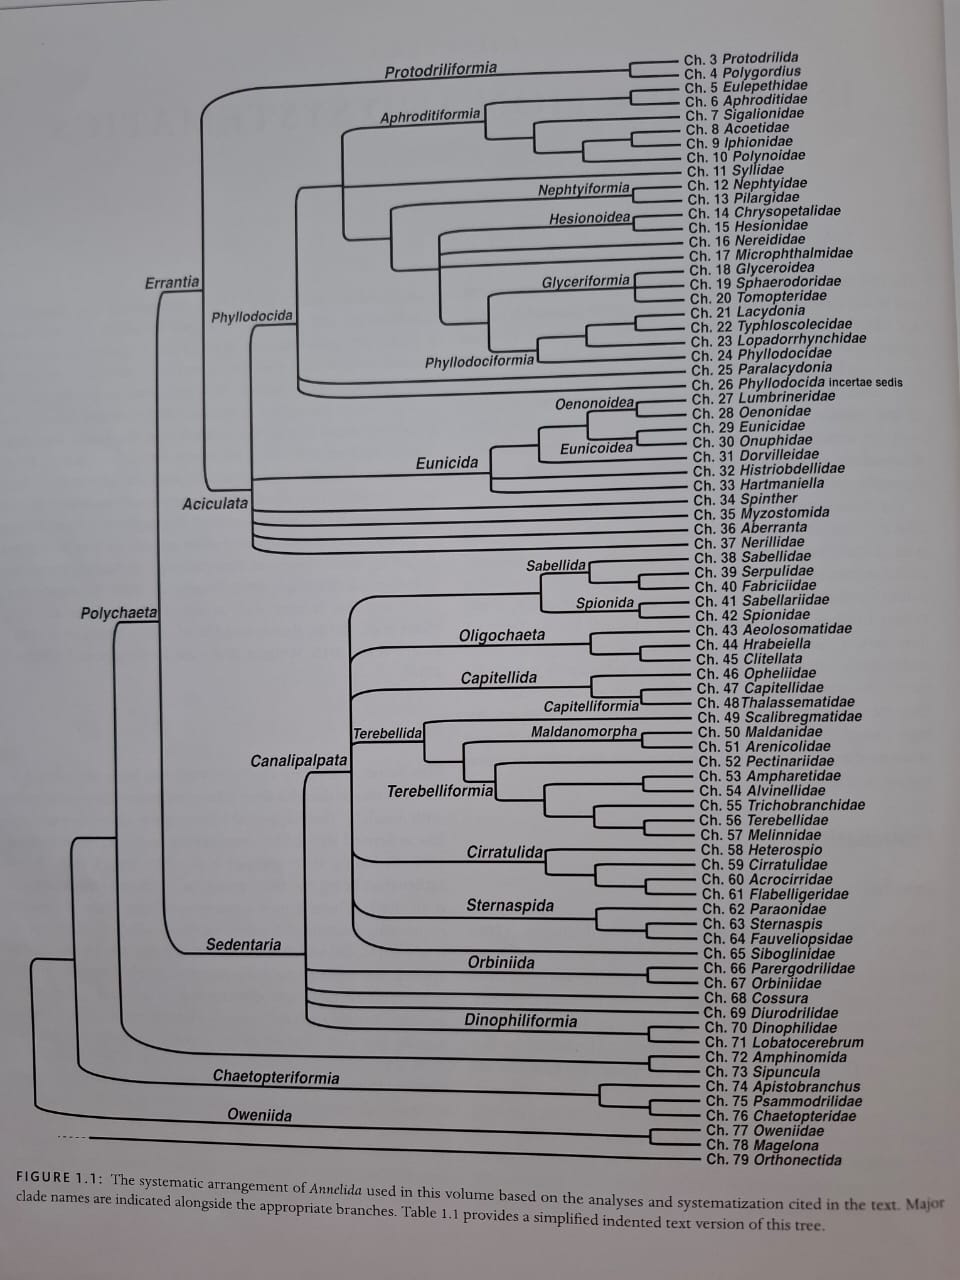 Protodriliformia
Ch. 3 Protodrilida
Ch. 4 Polygordius
Ch. 5 Eulepethidae
Aphroditiformia
Ch. 6 Aphroditidae
Ch. 7 Sigalionidae
Ch. 8 Acoetidae
Ch. 9 Iphionidae
Ch. 10 Polynoidae
Ch. 11 Syllidae
Nephtyiformia
Ch. 12 Nephtyidae
Ch. 13 Pilargidae
Hesionoidea
Ch. 14 Chrysopetalidae
Ch. 15 Hesionidae
Ch. 16 Nereididae
Ch. 17 Microphthalmidae
Errantia
Glyceriformia
Ch. 18 Glyceroidea
Ch. 19 Sphaerodoridae
Ch. 20 Tomopteridae
Phyllodocida
Ch. 21 Lacydonia
Ch. 22 Typhloscolecidae
Ch. 23 Lopadorrhynchidae
Phyllodociformia
Ch. 24 Phyllodocidae
Ch. 25 Paralacydonia
Ch. 26 Phyllodocida incertae sedis
Oenonoidea
Ch. 27 Lumbrineridae
Ch. 28 Oenonidae
Ch. 29 Eunicidae
Eunicoidea
Ch. 30 Onuphidae
Eunicida
Ch. 31 Dorvilleidae
Ch. 32 Histriobdellidae
Ch. 33 Hartmaniella
Aciculata
Ch. 34 Spinther
Ch. 35 Myzostomida
Ch. 36 Aberranta
Ch. 37 Nerillidae
Sabellida
Ch. 38 Sabellidae
Ch. 39 Serpulidae
Ch. 40 Fabriciidae
Polychaeta
Spionida
Ch. 41 Sabellariidae
Ch. 42 Spionidae
Oligochaeta
Ch. 43 Aeolosomatidae
Ch. 44 Hrabeiella
Ch. 45 Clitellata
Capitellida
Ch. 46 Opheliidae
Ch. 47 Capitellidae
Capitelliformia
Ch. 48 Thalassematidae
Ch. 49 Scalibregmatidae
Terebellida
Maldanomorpha
Ch. 50 Maldanidae
Ch. 51 Arenicolidae
Canalipalpata
Ch. 52 Pectinariidae
Ch. 53 Ampharetidae
Terebelliformia
Ch. 54 Alvinellidae
Ch. 55 Trichobranchidae
Ch. 56 Terebellidae
Ch. 57 Melinnidae
Cirratulida
Ch. 58 Heterospio
Ch. 59 Cirratulidae
Ch. 60 Acrocirridae
Ch. 61 Flabelligeridae
Sternaspida
Ch. 62 Paraonidae
Ch. 63 Sternaspis
Ch. 64 Fauveliopsidae
Sedentaria
Ch. 65 Siboglinidae
Orbiniida
Ch. 66 Parergodrilidae
Ch. 67 Orbiniidae
Ch. 68 Cossura
Ch. 69 Diurodrilidae
Dinophiliformia
Ch. 70 Dinophilidae
Ch. 71 Lobatocerebrum
Ch. 72 Amphinomida
Ch. 73 Sipuncula
Chaetopteriformia
Ch. 74 Apistobranchus
Ch. 75 Psammodrilidae
Ch. 76 Chaetopteridae
Oweniida
Ch. 77 Oweniidae
Ch. 78 Magelona
Ch. 79 Orthonectida
FIGURE 1.1: The systematic arrangement of Annelida used in this volume based on the analyses and systematization cited in the text. Major
clade names are indicated alongside the appropriate branches. Table 1.1 provides a simplified indented text version of this tree.